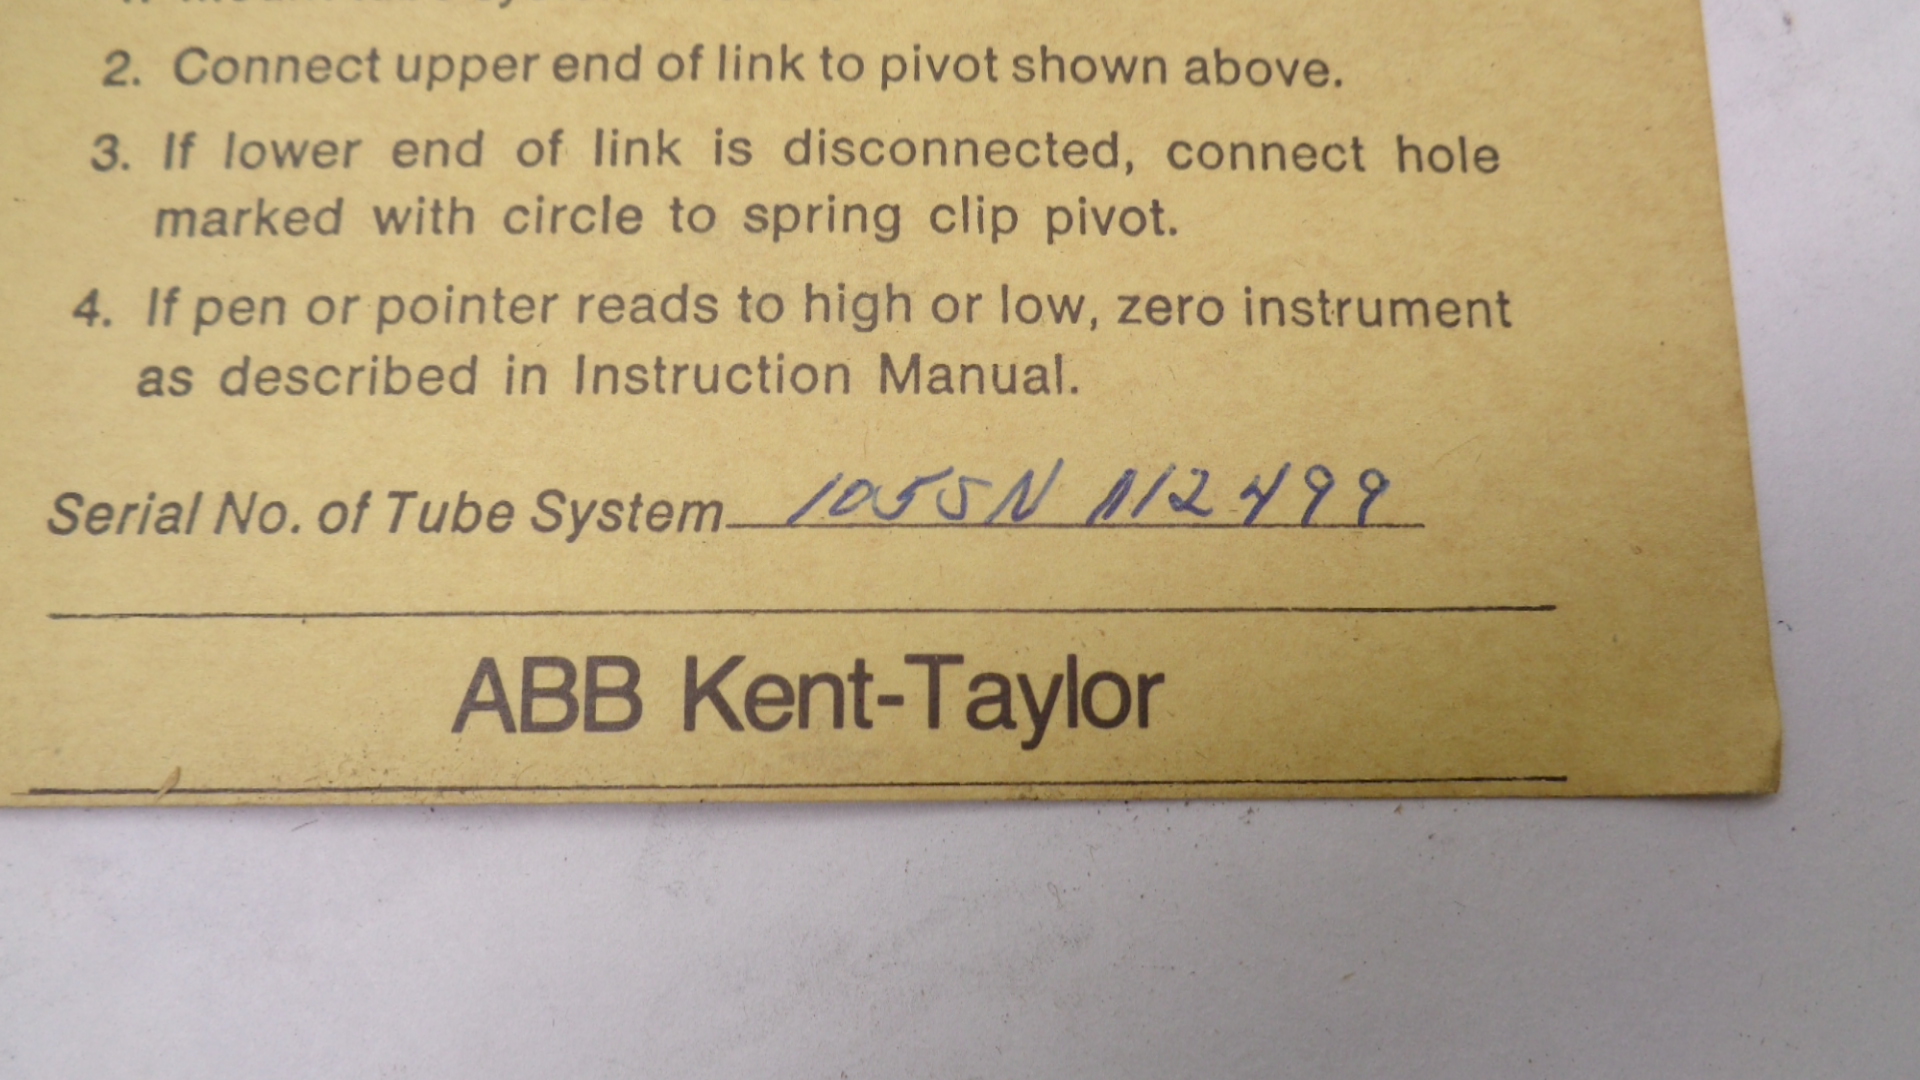 2. Connect upper end of link to pivot shown above.
3. If lower end of link is disconnected, connect hole
marked with circle to spring clip pivot.
4. If pen or pointer reads to high or low, zero instrument
as described in Instruction Manual.
Serial No. of Tube System 1055N
ABB Kent-Taylor